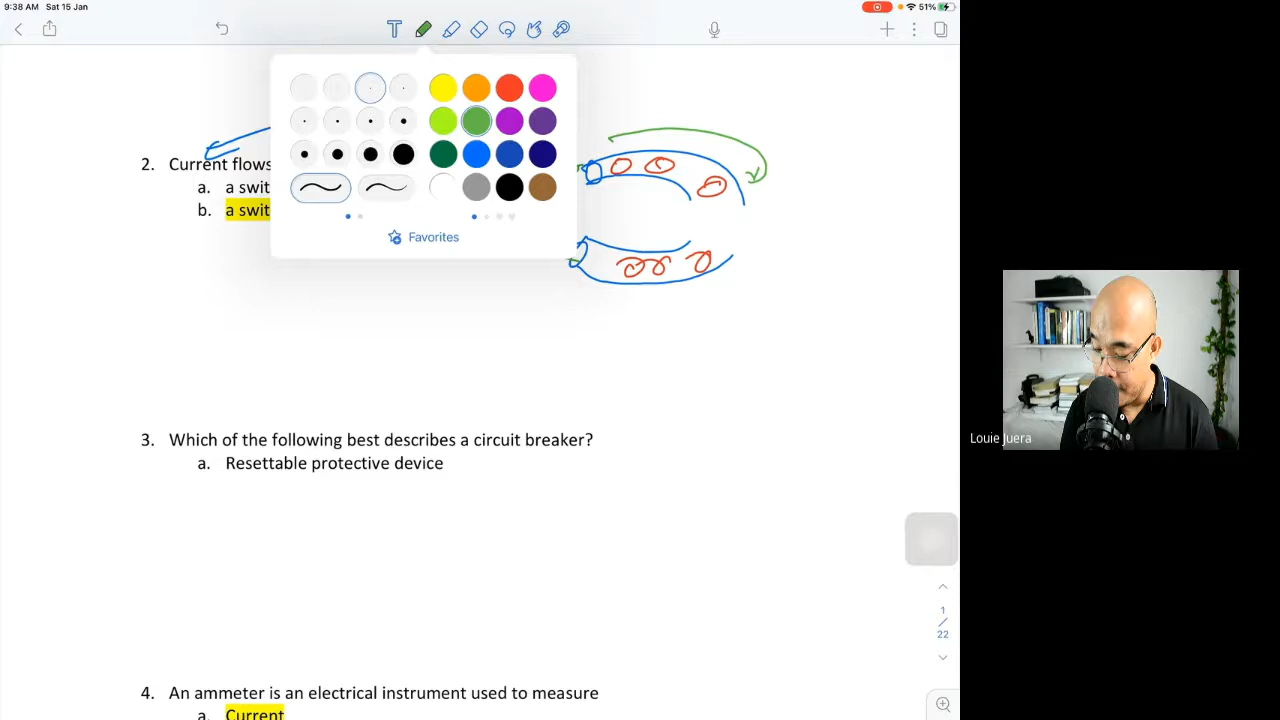 9:38 AM Sat 15 Jan
51%
T
2. Current flows
a. a swit
b. a swit
Favorites
3. Which of the following best describes a circuit breaker?
a. Resettable protective device
Louie Juera
1
/
22
4. An ammeter is an electrical instrument used to measure
a. Current